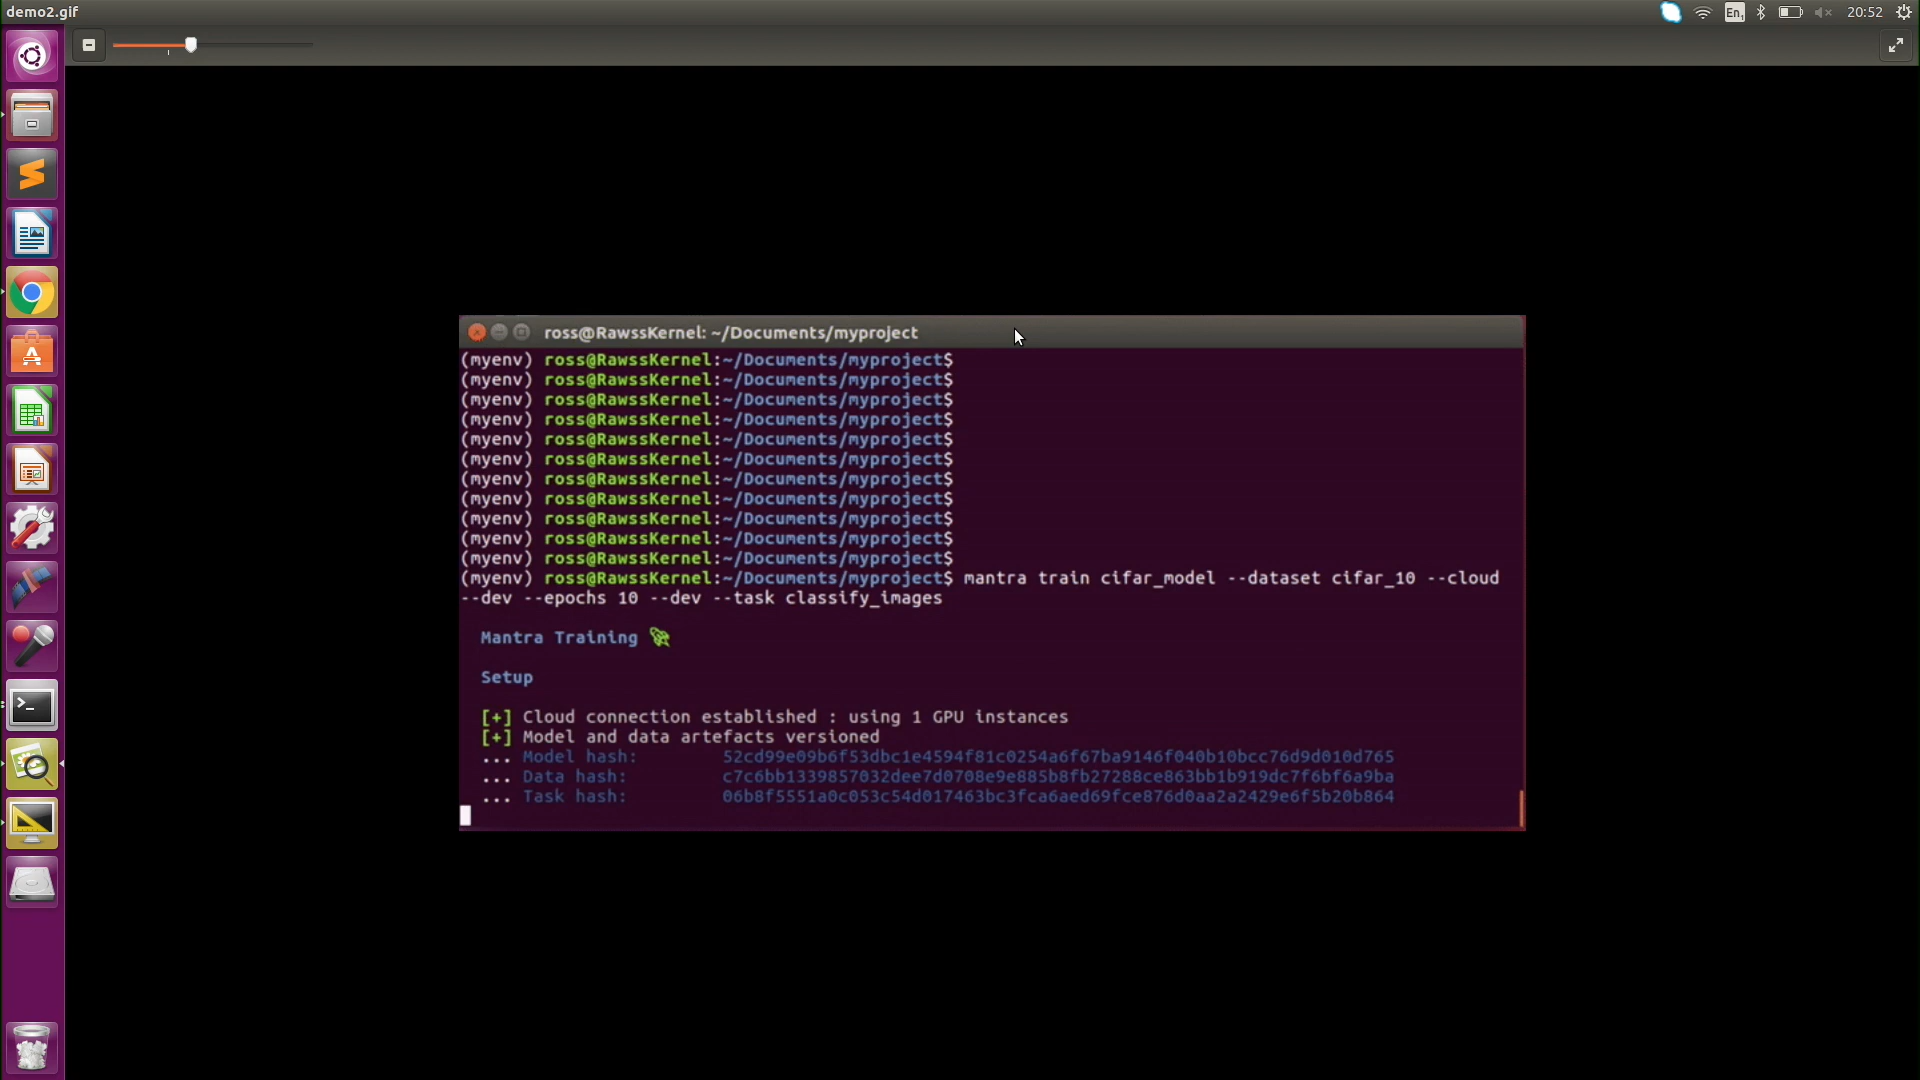 demo2.gif
En1
20:52
ross@RawssKernel: ~/Documents/myproject
(myenv) ross@RawssKernel:~/Documents/myproject$
(myenv) ross@RawssKernel:~/Documents/myproject$
(myenv) ross@RawssKernel:~/Documents/myproject$
(myenv) ross@RawssKernel:~/Documents/myproject$
(myenv) ross@RawssKernel:~/Documents/myproject$
(myenv) ross@RawssKernel:~/Documents/myproject$
(myenv) ross@RawssKernel:~/Documents/myproject$
(myenv) ross@RawssKernel:~/Documents/myproject$
(myenv) ross@RawssKernel:~/Documents/myproject$
(myenv) ross@RawssKernel:~/Documents/myproject$
(myenv) ross@RawssKernel:~/Documents/myproject$
(myenv) ross@RawssKernel:~/Documents/myproject$ mantra train cifar_model --dataset cifar_10 --cloud
--dev --epochs 10 --dev --task classify_images
Mantra Training
Setup
[+] Cloud connection established : using 1 GPU instances
[+] Model and data artefacts versioned
... Model hash: 52cd99e09b6f53dbc1e4594f81c0254a6f67ba9146f040b10bcc76d9d010d765
... Data hash: c7c6bb1339857032dee7d0708e9e885b8fb27288ce863bb1b919dc7f6bf6a9ba
... Task hash: 06b8f5551a0c053c54d017463bc3fca6aed69fce876d0aa2a2429e6f5b20b864